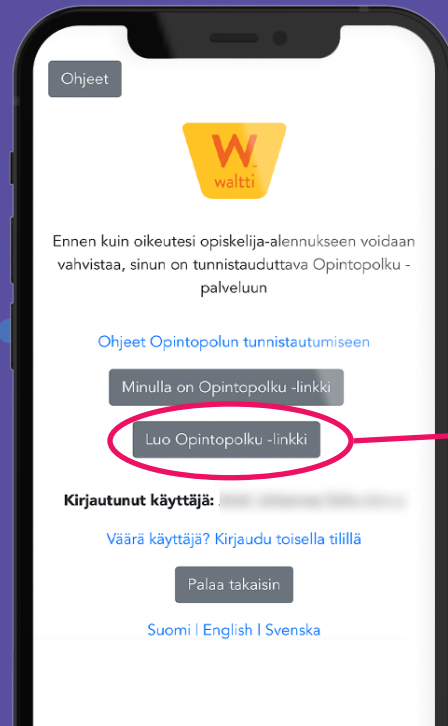 Ohjeet
W
waltti
Ennen kuin oikeutesi opiskelija-alennukseen voidaan
vahvistaa, sinun on tunnistauduttava Opintopolku -
palveluun
Ohjeet Opintopolun tunnistautumiseen
Minulla on Opintopolku -linkki
Luo Opintopolku -linkki
Kirjautunut käyttäjä:
Väärä käyttäjä? Kirjaudu toisella tilillä
Palaa takaisin
Suomi | English | Svenska